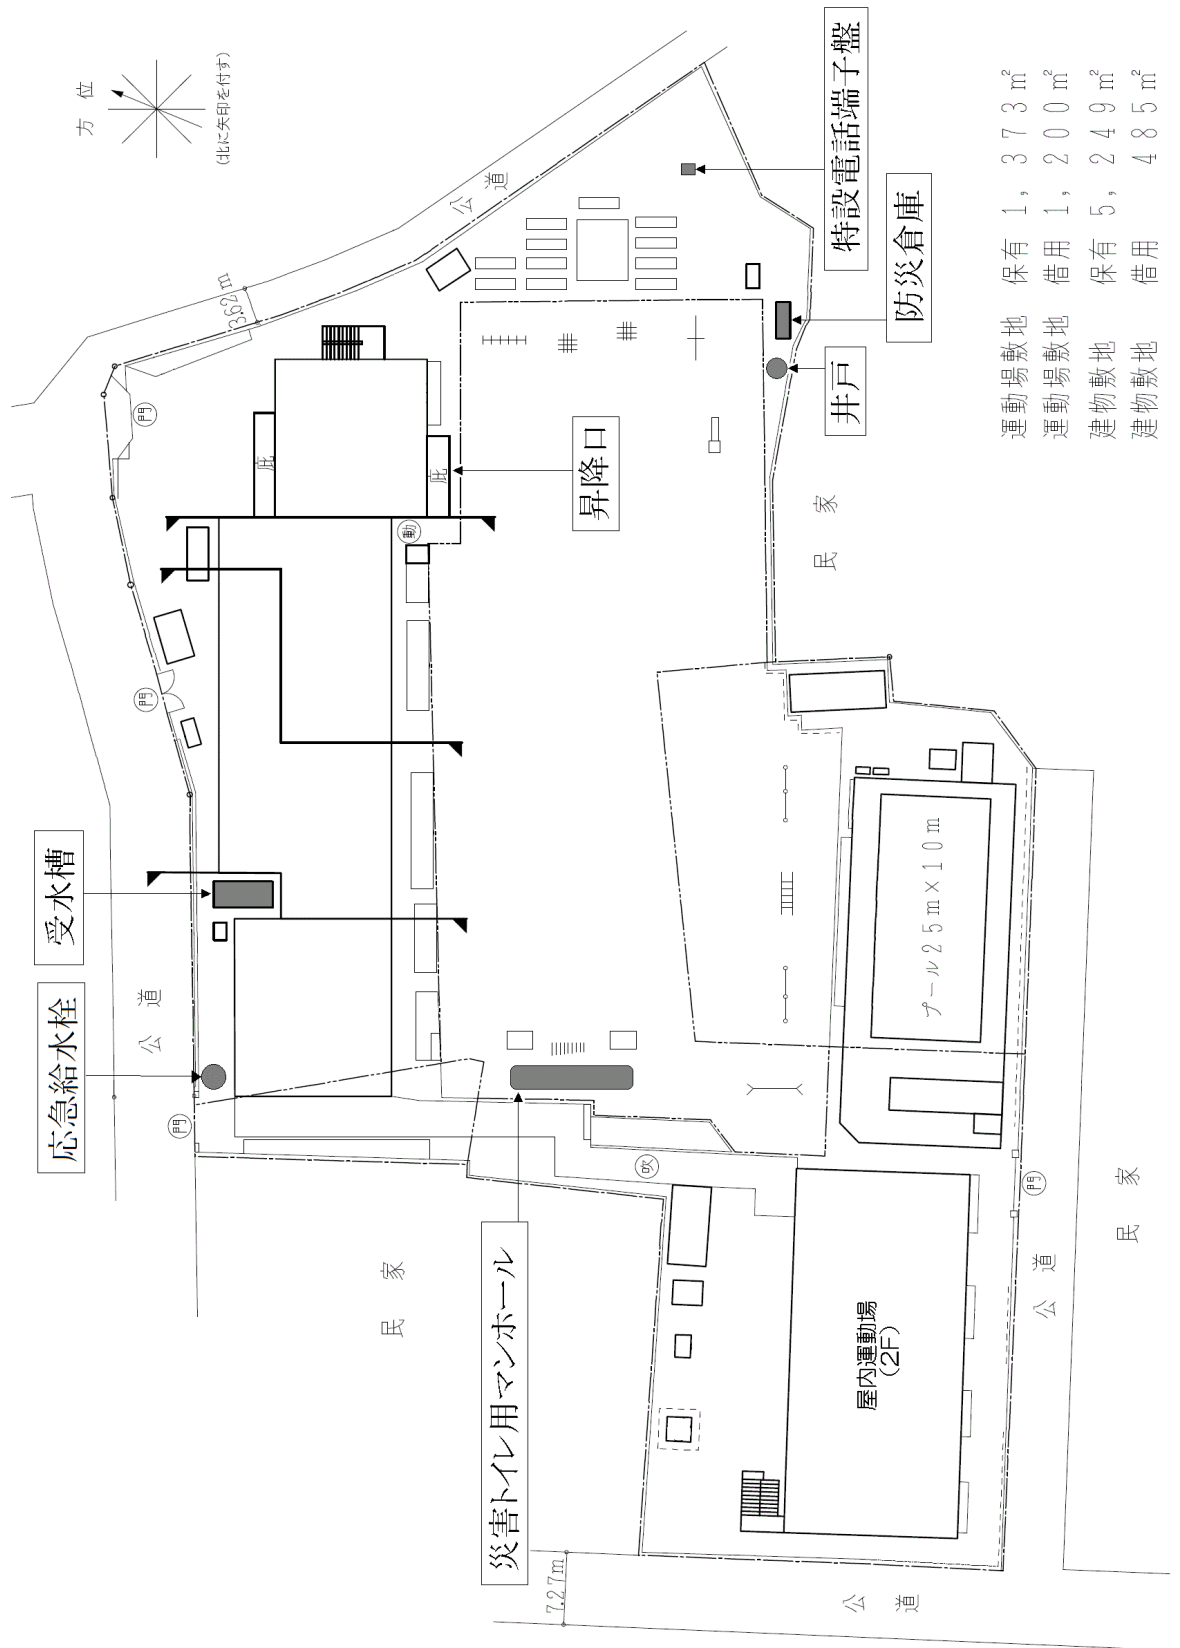 方位
(北に矢印を付す)
公道
3.62m
特設電話端子盤
防災倉庫
井戸
昇降口
庇
庇
門
動
門
民家
受水槽
応急給水栓
公道
門
災害トイレ用マンホール
吹
プール25m×10m
門
民家
公道
民家
屋内運動場
(2F)
7.27m
公道
運動場敷地 保有 1,373㎡
運動場敷地 借用 1,200㎡
建物敷地 保有 5,249㎡
建物敷地 借用 485㎡